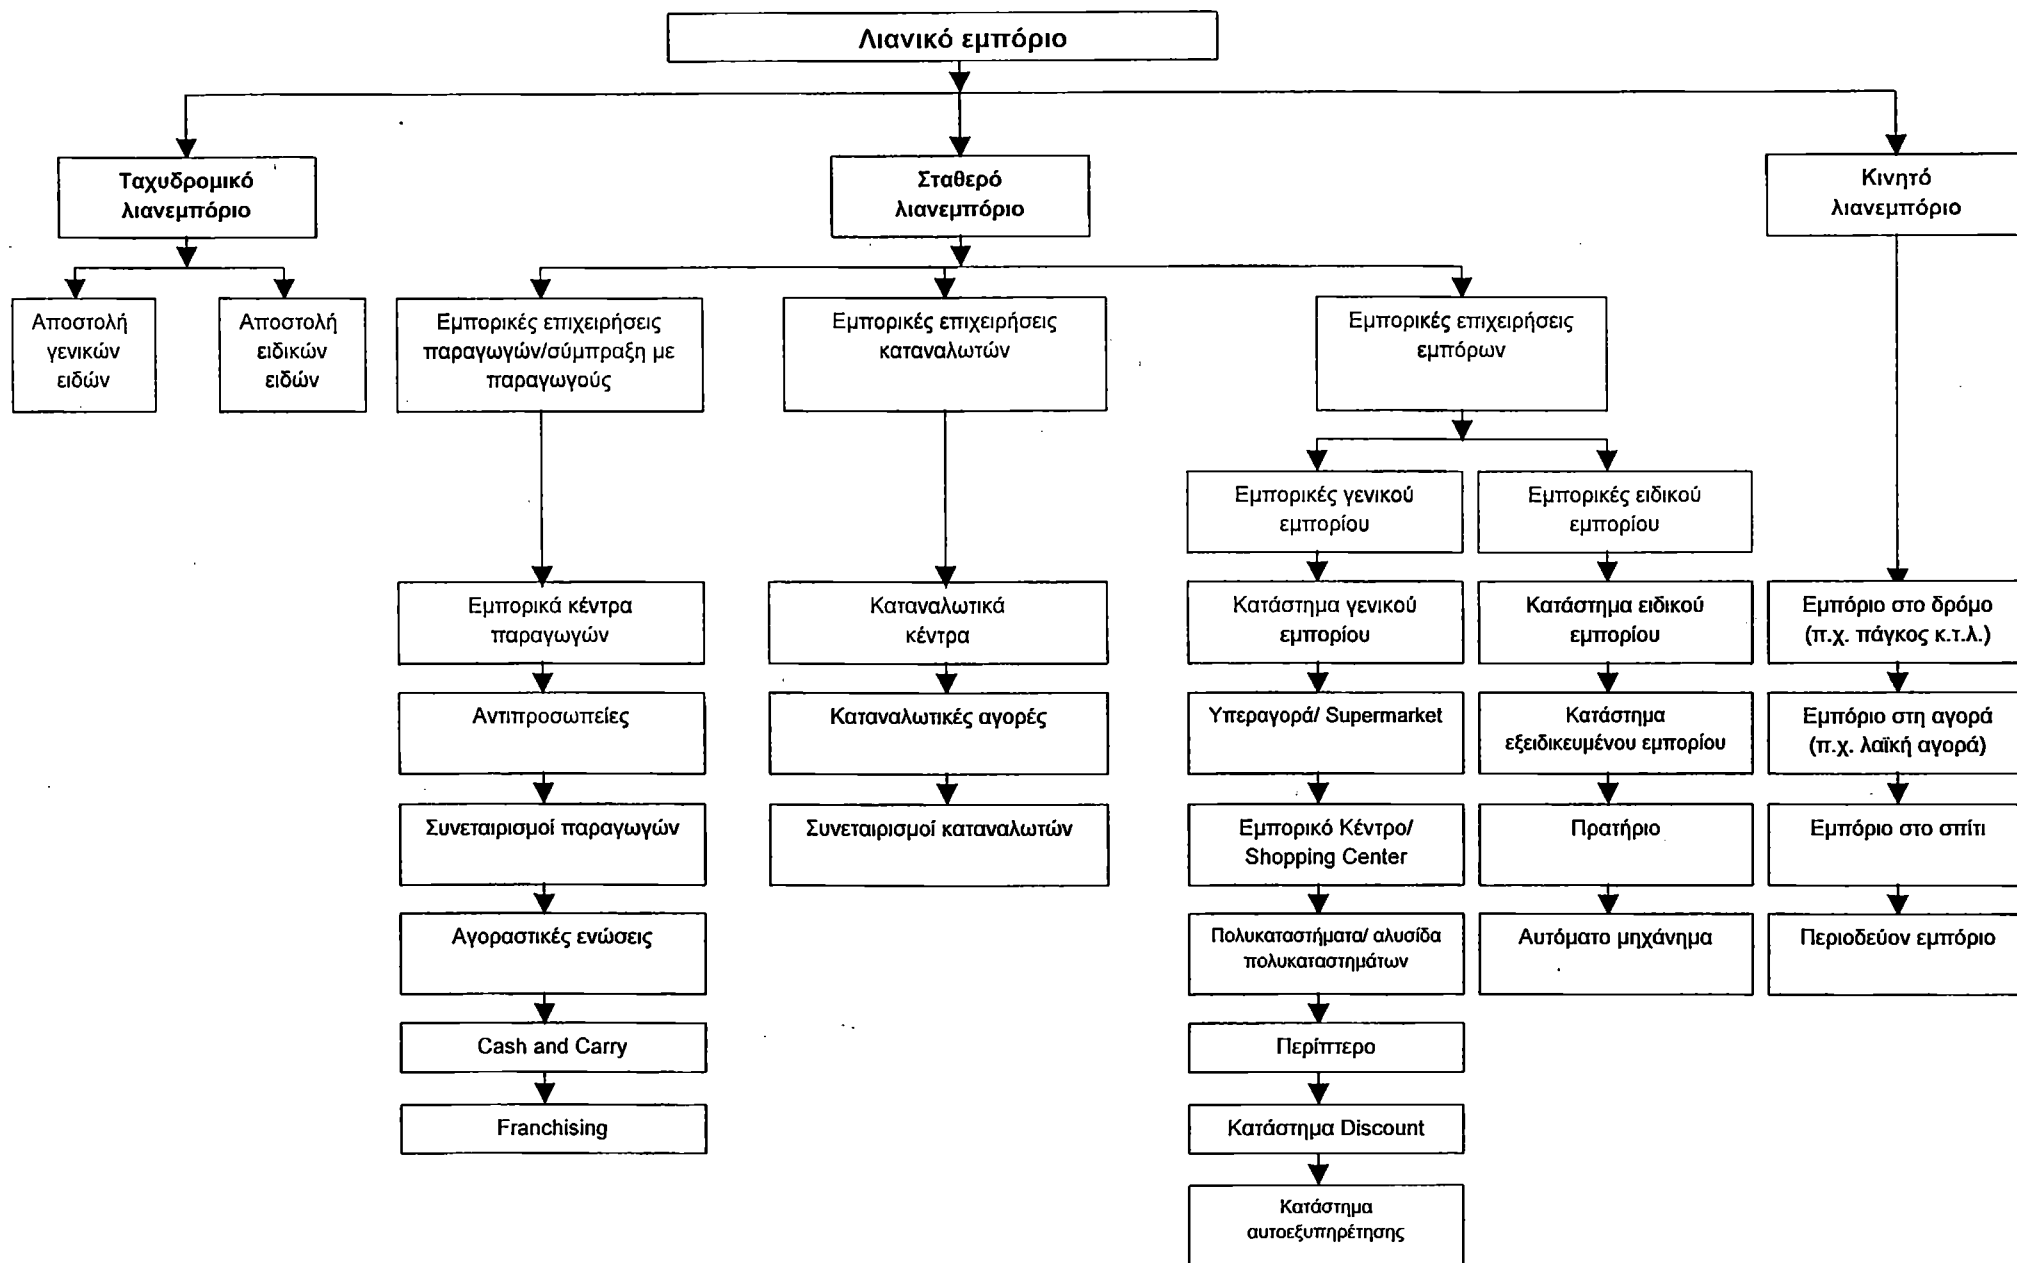 Λιανικό εμπόριο
Ταχυδρομικό
λιανεμπόριο
Σταθερό
λιανεμπόριο
Κινητό
λιανεμπόριο
Αποστολή
γενικών
ειδών
Αποστολή
ειδικών
ειδών
Εμπορικές επιχειρήσεις
παραγωγών/σύμπραξη με
παραγωγούς
Εμπορικές επιχειρήσεις
καταναλωτών
Εμπορικές επιχειρήσεις
εμπόρων
Εμπορικές γενικού
εμπορίου
Εμπορικές ειδικού
εμπορίου
Εμπορικά κέντρα
παραγωγών
Καταναλωτικά
κέντρα
Κατάστημα γενικού
εμπορίου
Κατάστημα ειδικού
εμπορίου
Εμπόριο στο δρόμο
(π.χ. πάγκος κ.τ.λ.)
Αντιπροσωπείες
Καταναλωτικές αγορές
Υπεραγορά/ Supermarket
Κατάστημα
εξειδικευμένου εμπορίου
Εμπόριο στη αγορά
(π.χ. λαϊκή αγορά)
Συνεταιρισμοί παραγωγών
Συνεταιρισμοί καταναλωτών
Εμπορικό Κέντρο/
Shopping Center
Πρατήριο
Εμπόριο στο σπίτι
Αγοραστικές ενώσεις
Πολυκαταστήματα/ αλυσίδα
πολυκαταστημάτων
Αυτόματο μηχάνημα
Περιοδεύον εμπόριο
Cash and Carry
Περίπτερο
Franchising
Κατάστημα Discount
Κατάστημα
αυτοεξυπηρέτησης